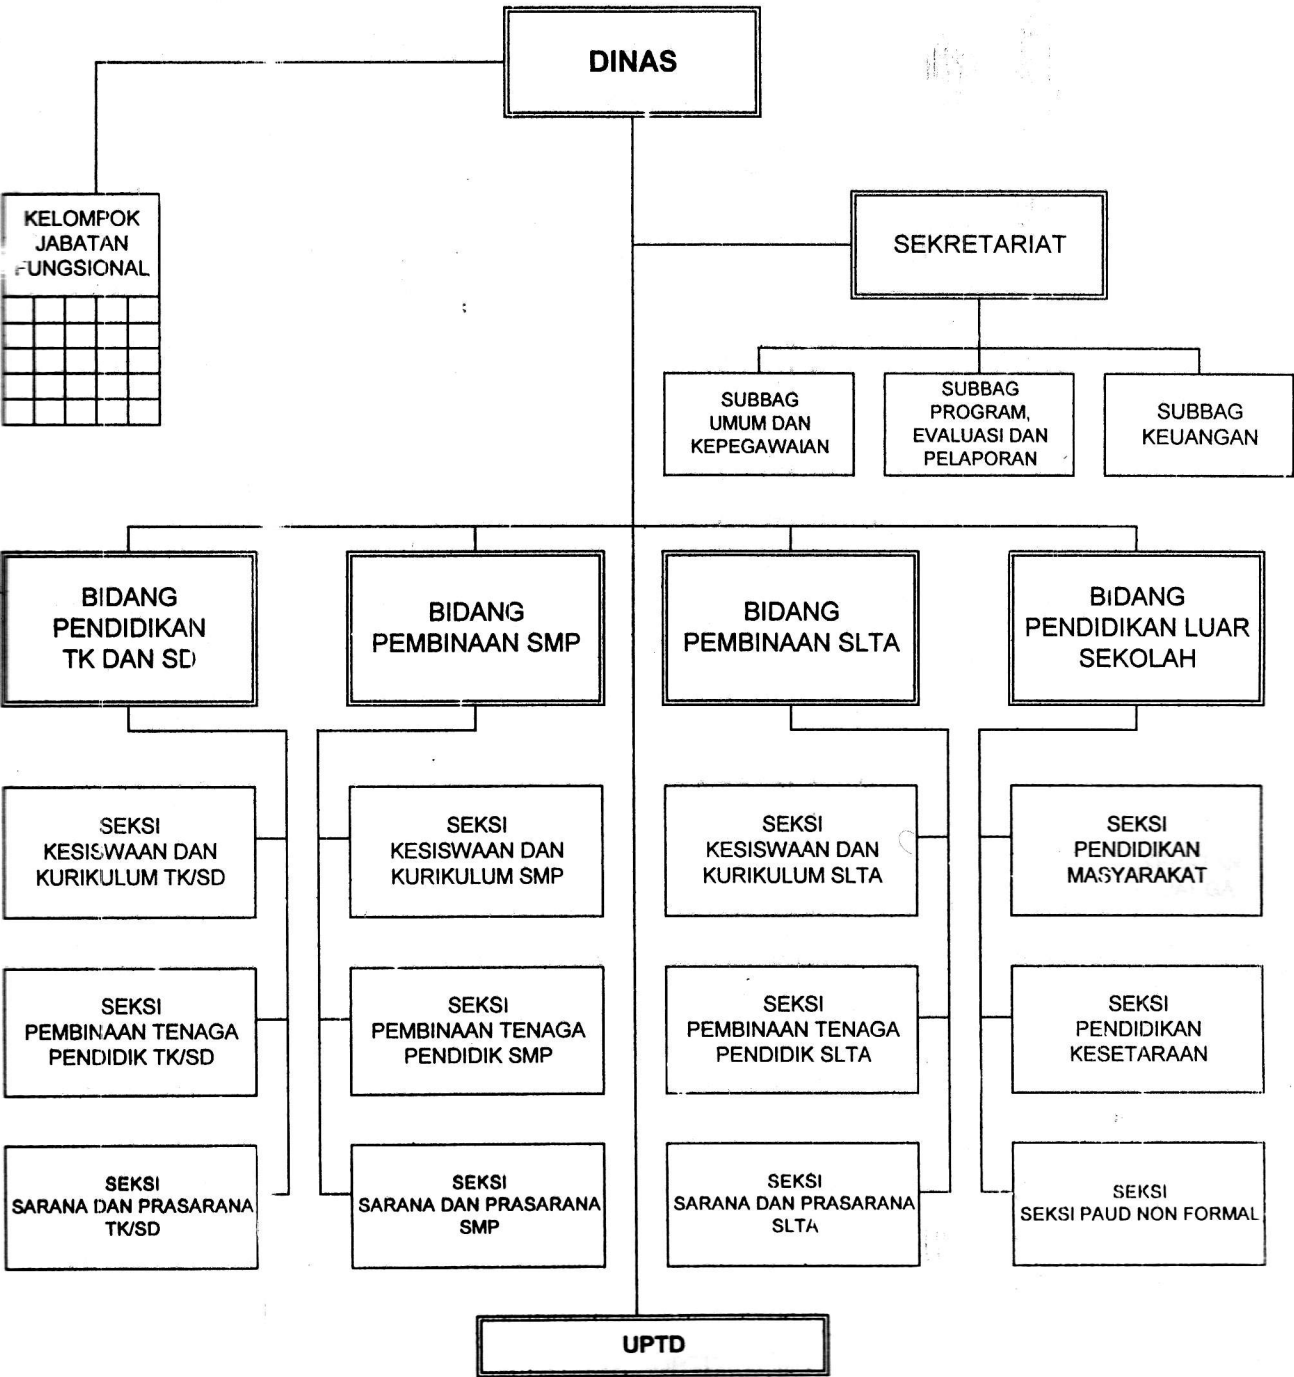 DINAS
KELOMPOK
JABATAN
FUNGSIONAL
SEKRETARIAT
SUBBAG
UMUM DAN
KEPEGAWAIAN
SUBBAG
PROGRAM,
EVALUASI DAN
PELAPORAN
SUBBAG
KEUANGAN
BIDANG
PENDIDIKAN
TK DAN SD
BIDANG
PEMBINAAN SMP
BIDANG
PEMBINAAN SLTA
BIDANG
PENDIDIKAN LUAR
SEKOLAH
SEKSI
KESISWAAN DAN
KURIKULUM TK/SD
SEKSI
KESISWAAN DAN
KURIKULUM SMP
SEKSI
KESISWAAN DAN
KURIKULUM SLTA
SEKSI
PENDIDIKAN
MASYARAKAT
SEKSI
PEMBINAAN TENAGA
PENDIDIK TK/SD
SEKSI
PEMBINAAN TENAGA
PENDIDIK SMP
SEKSI
PEMBINAAN TENAGA
PENDIDIK SLTA
SEKSI
PENDIDIKAN
KESETARAAN
SEKSI
SARANA DAN PRASARANA
TK/SD
SEKSI
SARANA DAN PRASARANA
SMP
SEKSI
SARANA DAN PRASARANA
SLTA
SEKSI
SEKSI PAUD NON FORMAL
UPTD